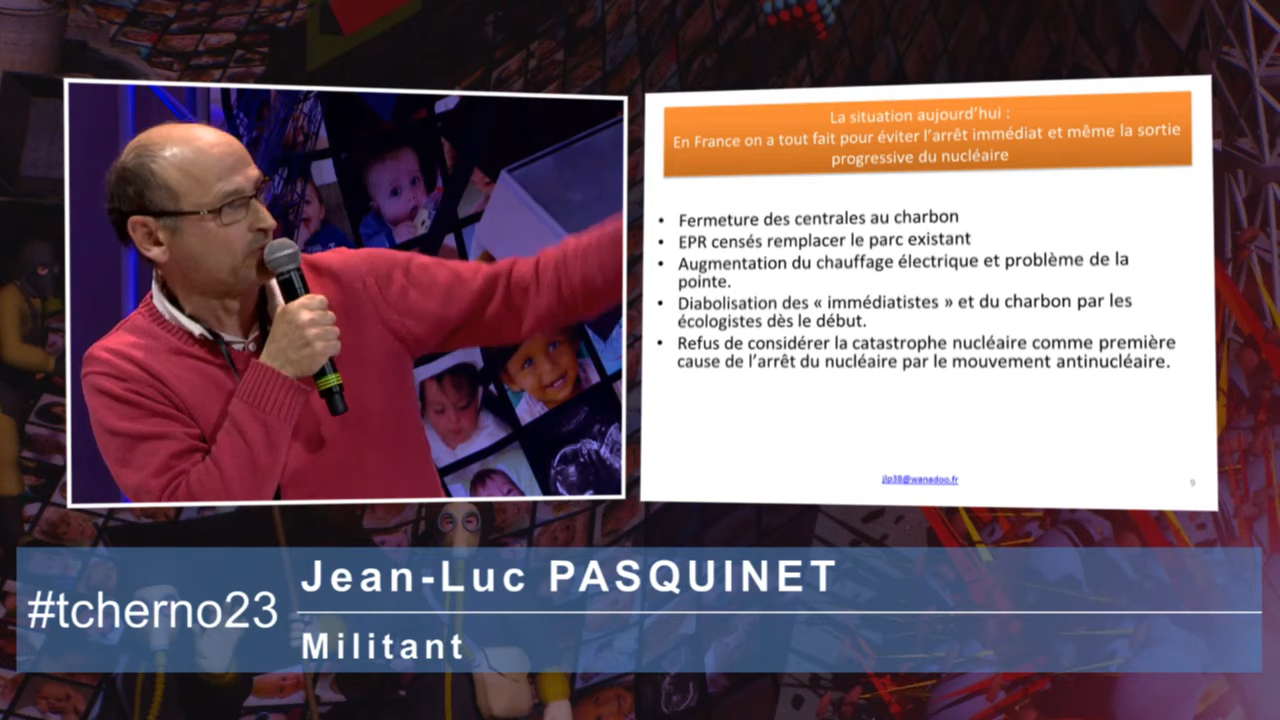 La situation aujourd'hui :
En France on a tout fait pour éviter l'arrêt immédiat et même la sortie
progressive du nucléaire
• Fermeture des centrales au charbon
• EPR censés remplacer le parc existant
• Augmentation du chauffage électrique et problème de la
pointe.
• Diabolisation des « immédiatistes » et du charbon par les
écologistes dès le début.
• Refus de considérer la catastrophe nucléaire comme première
cause de l'arrêt du nucléaire par le mouvement antinucléaire.
jlp38@wanadoo.fr
9
#tcherno23
Jean-Luc PASQUINET
Militant